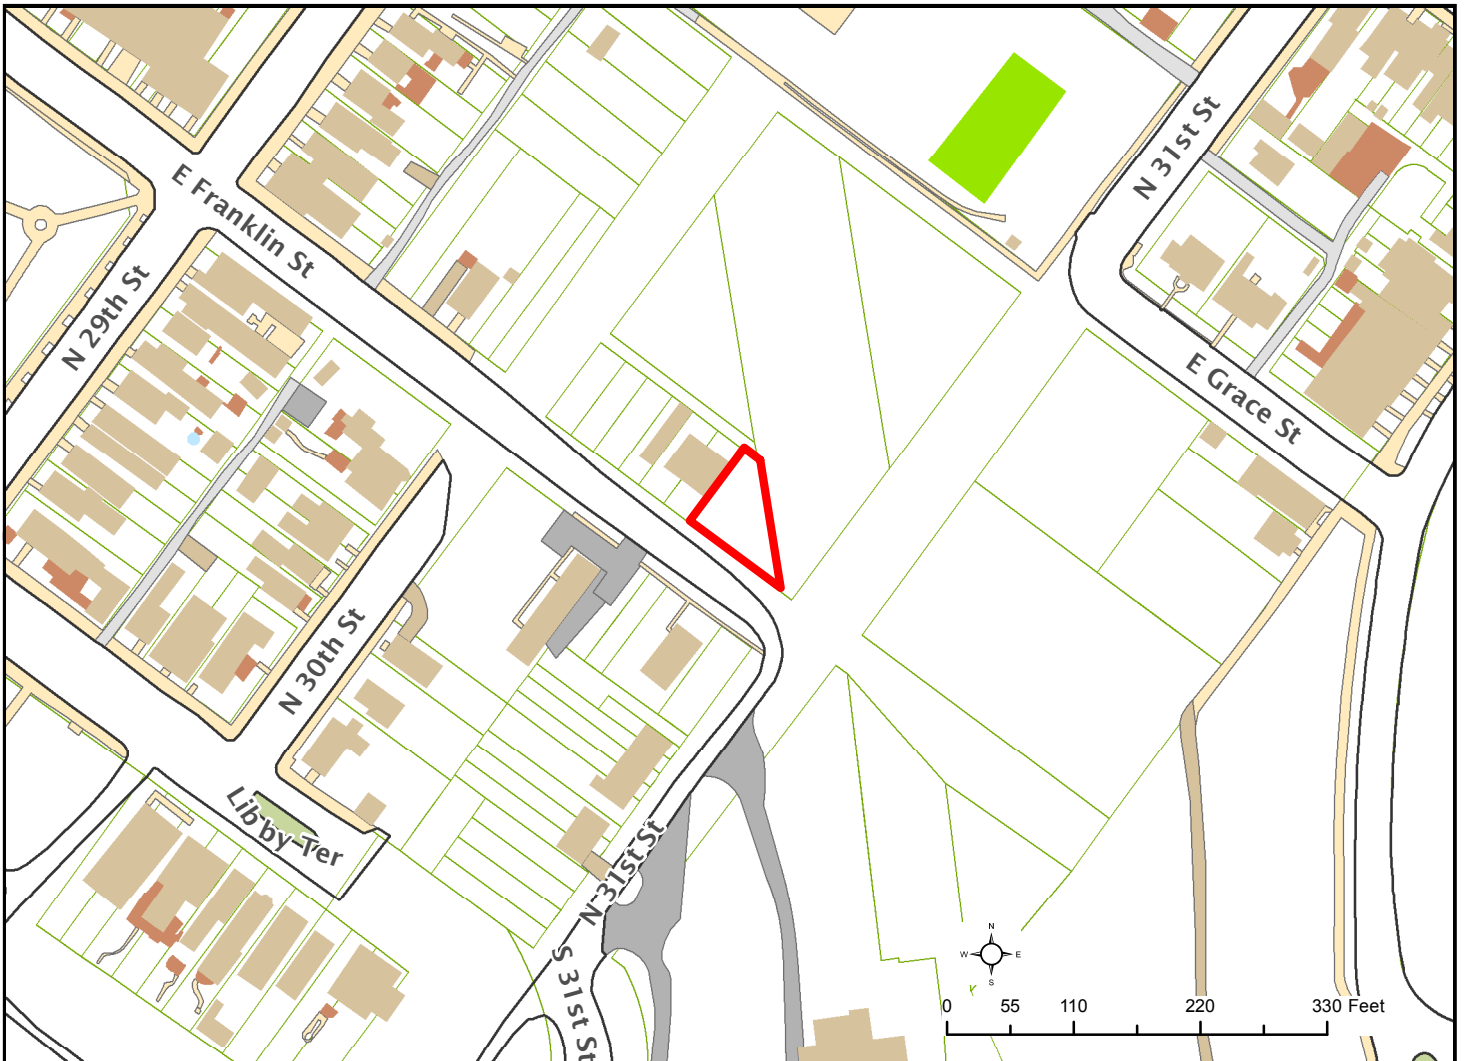 N 31st St
E Franklin St
N 29th St
E Grace St
N 30th St
Libby Ter
N 31st St
S 31st St
N
W E
S
0 55 110 220 330 Feet